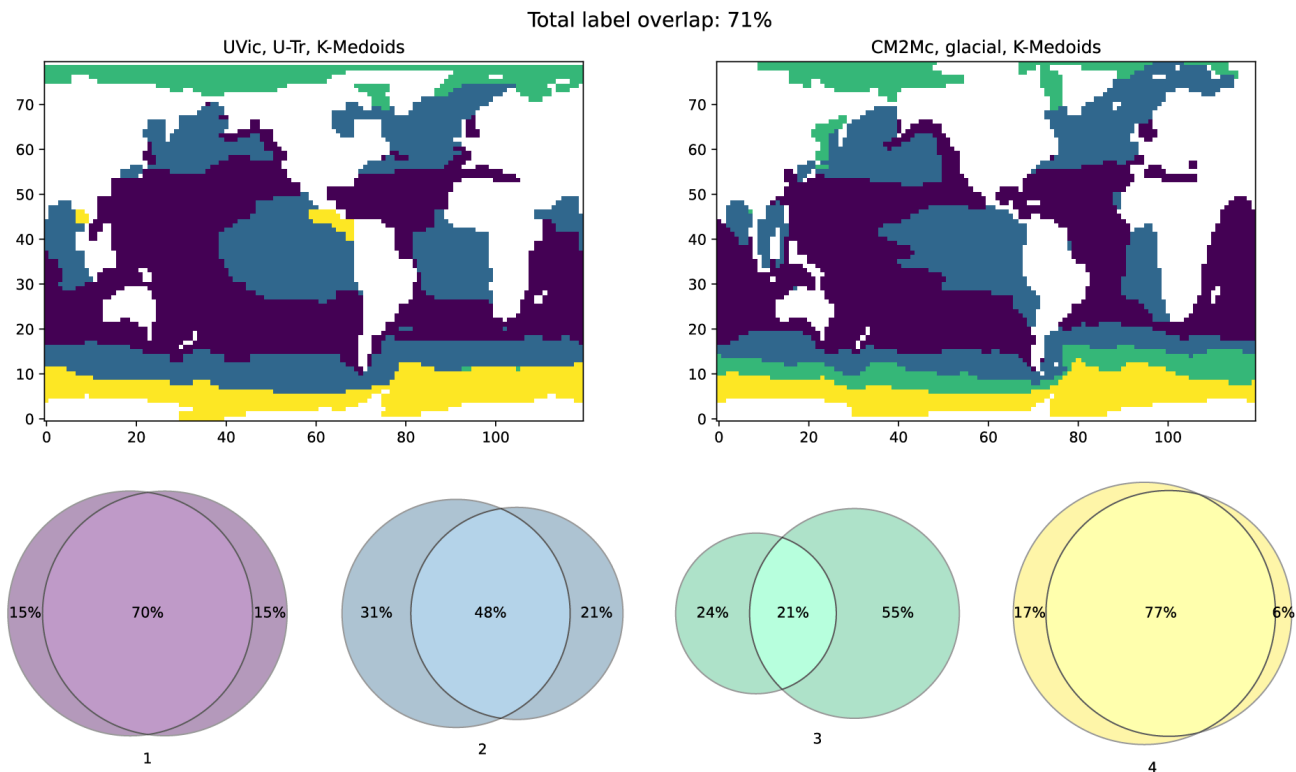 Total label overlap: 71%
UVic, U-Tr, K-Medoids
CM2Mc, glacial, K-Medoids
70
60
50
40
30
20
10
0
0 20 40 60 80 100
70
60
50
40
30
20
10
0
0 20 40 60 80 100
15% 70% 15%
1
31% 48% 21%
2
24% 21% 55%
3
17% 77% 6%
4